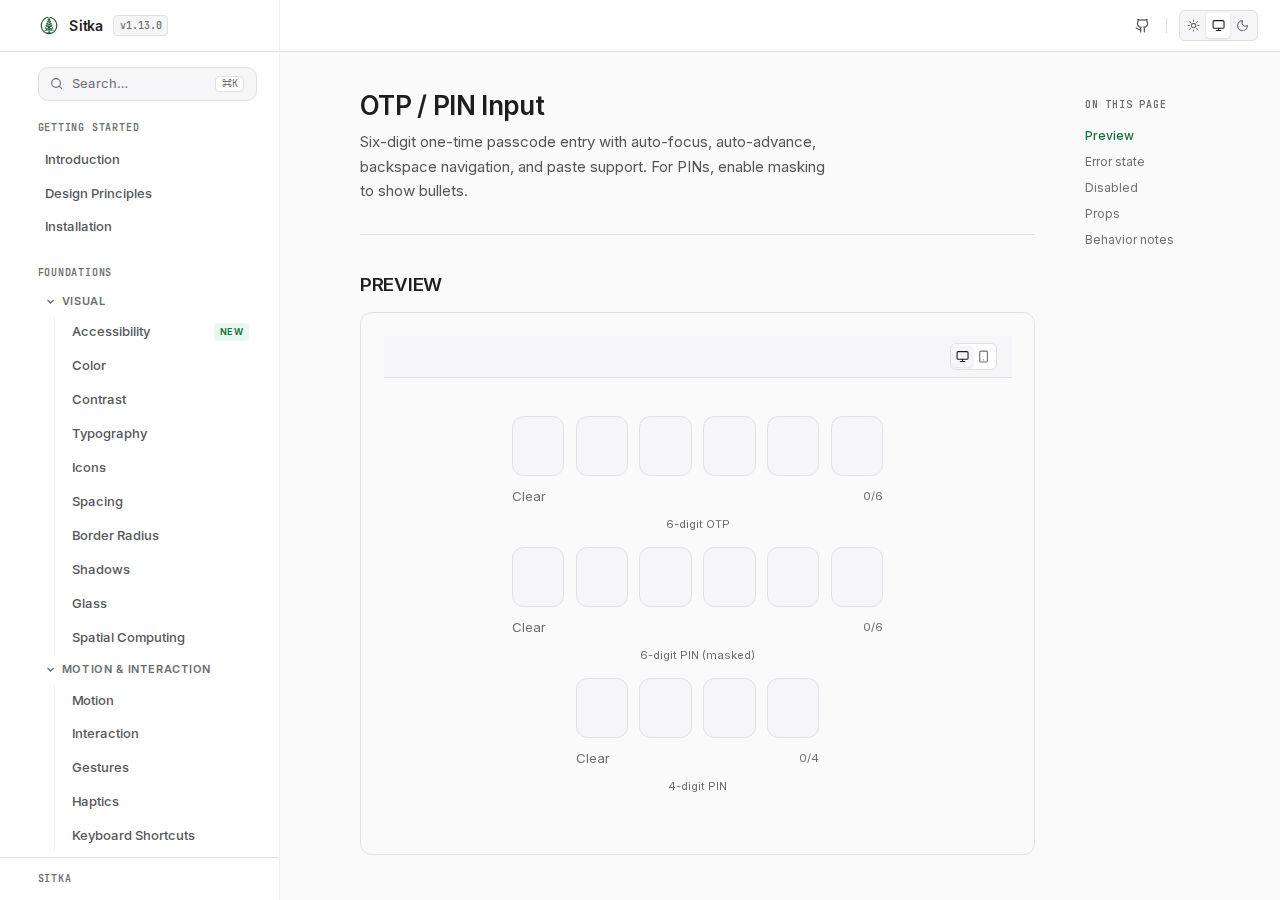 Sitka v1.13.0
Search... ⌘K
GETTING STARTED
Introduction
Design Principles
Installation
FOUNDATIONS
VISUAL
Accessibility NEW
Color
Contrast
Typography
Icons
Spacing
Border Radius
Shadows
Glass
Spatial Computing
MOTION & INTERACTION
Motion
Interaction
Gestures
Haptics
Keyboard Shortcuts
SITKA
OTP / PIN Input
Six-digit one-time passcode entry with auto-focus, auto-advance,
backspace navigation, and paste support. For PINs, enable masking
to show bullets.
PREVIEW
Clear 0/6
6-digit OTP
Clear 0/6
6-digit PIN (masked)
Clear 0/4
4-digit PIN
ON THIS PAGE
Preview
Error state
Disabled
Props
Behavior notes